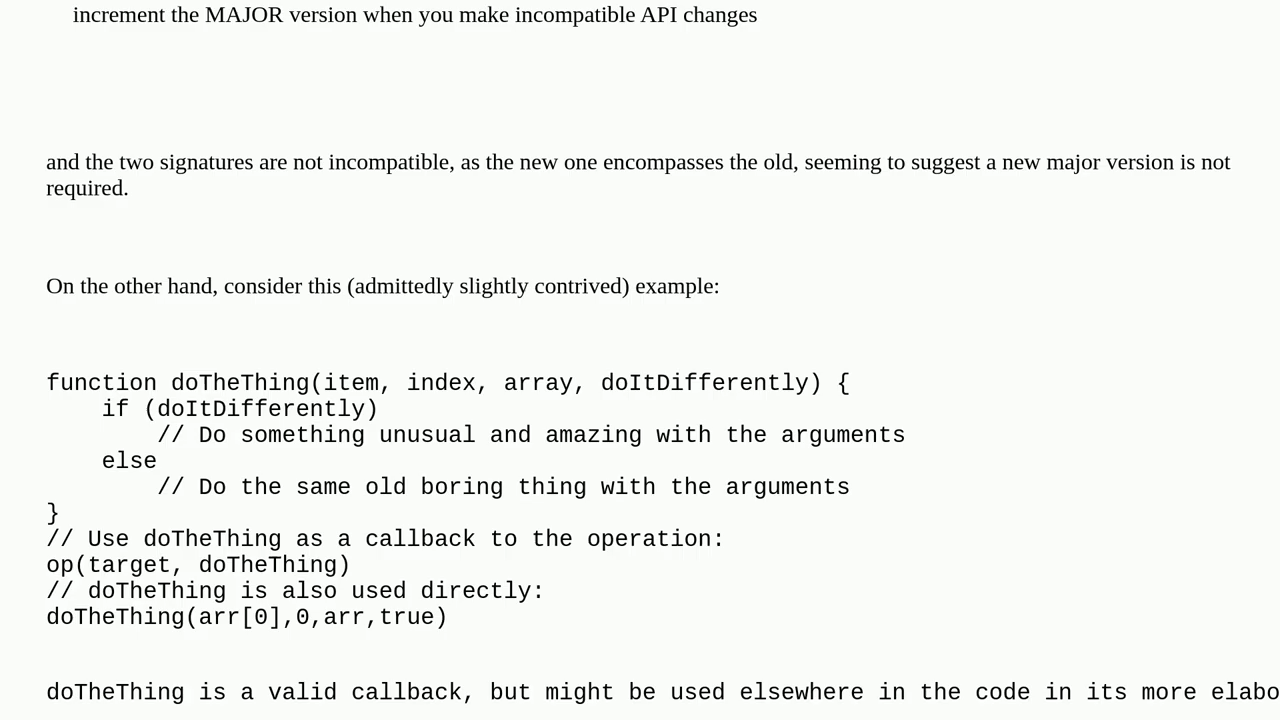 increment the MAJOR version when you make incompatible API changes
and the two signatures are not incompatible, as the new one encompasses the old, seeming to suggest a new major version is not
required.
On the other hand, consider this (admittedly slightly contrived) example:
function doTheThing(item, index, array, doItDifferently) {
    if (doItDifferently)
        // Do something unusual and amazing with the arguments
    else
        // Do the same old boring thing with the arguments
}
// Use doTheThing as a callback to the operation:
op(target, doTheThing)
// doTheThing is also used directly:
doTheThing(arr[0],0,arr,true)
doTheThing is a valid callback, but might be used elsewhere in the code in its more elabo